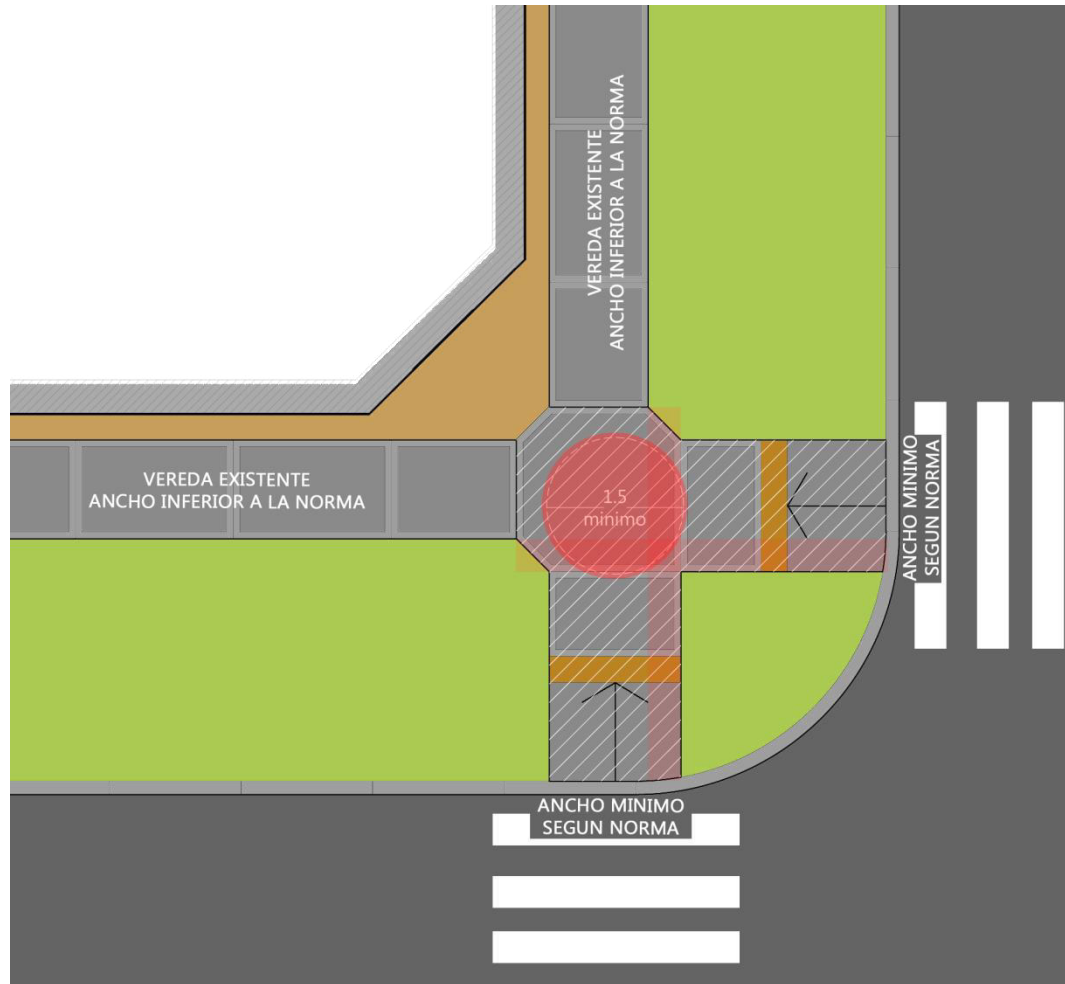 VEREDA EXISTENTE
ANCHO INFERIOR A LA NORMA
VEREDA EXISTENTE
ANCHO INFERIOR A LA NORMA
1.5
minimo
ANCHO MINIMO
SEGUN NORMA
ANCHO MINIMO
SEGUN NORMA